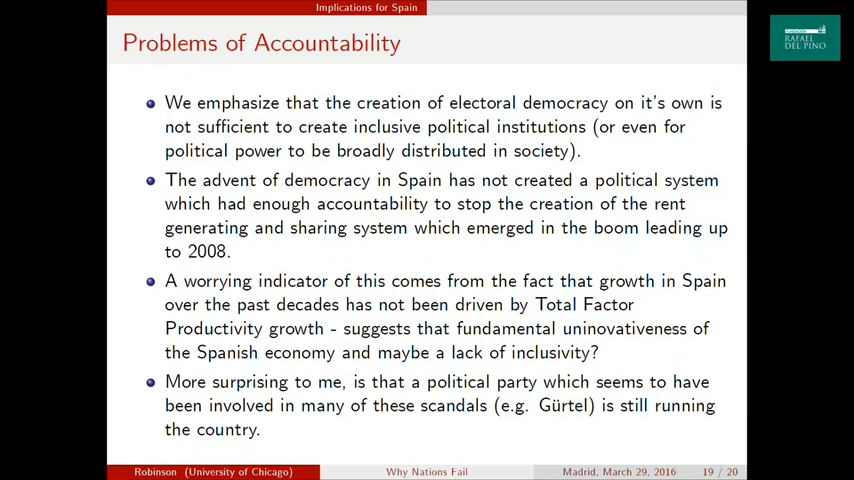 Implications for Spain
Problems of Accountability
We emphasize that the creation of electoral democracy on it's own is
not sufficient to create inclusive political institutions (or even for
political power to be broadly distributed in society).
The advent of democracy in Spain has not created a political system
which had enough accountability to stop the creation of the rent
generating and sharing system which emerged in the boom leading up
to 2008.
A worrying indicator of this comes from the fact that growth in Spain
over the past decades has not been driven by Total Factor
Productivity growth - suggests that fundamental uninovativeness of
the Spanish economy and maybe a lack of inclusivity?
More surprising to me, is that a political party which seems to have
been involved in many of these scandals (e.g. Gürtel) is still running
the country.
Robinson (University of Chicago)
Why Nations Fail
Madrid, March 29, 2016
19 / 20
RAFAEL
DEL PINO